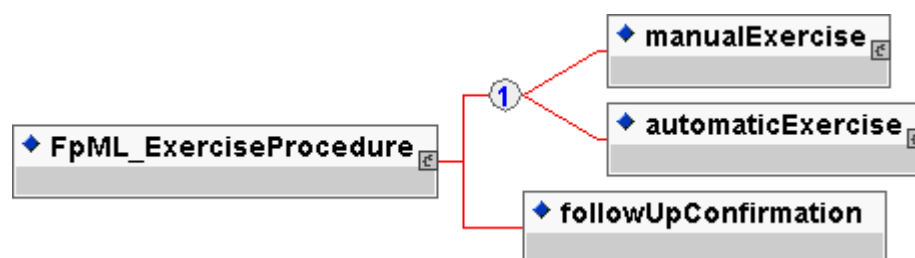 manualExercise
1
automaticExercise
FpML_ExerciseProcedure
followUpConfirmation